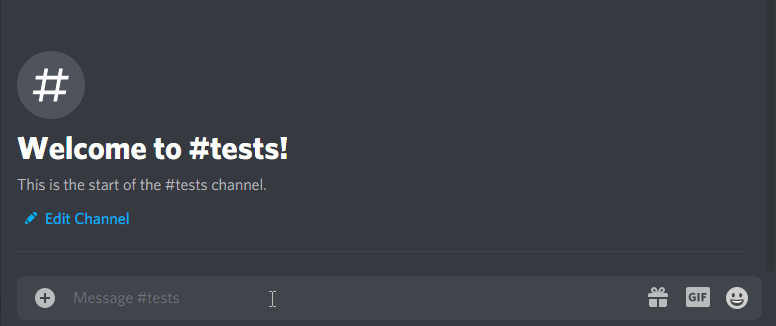 #
Welcome to #tests!
This is the start of the #tests channel.
Edit Channel
Message #tests
GIF